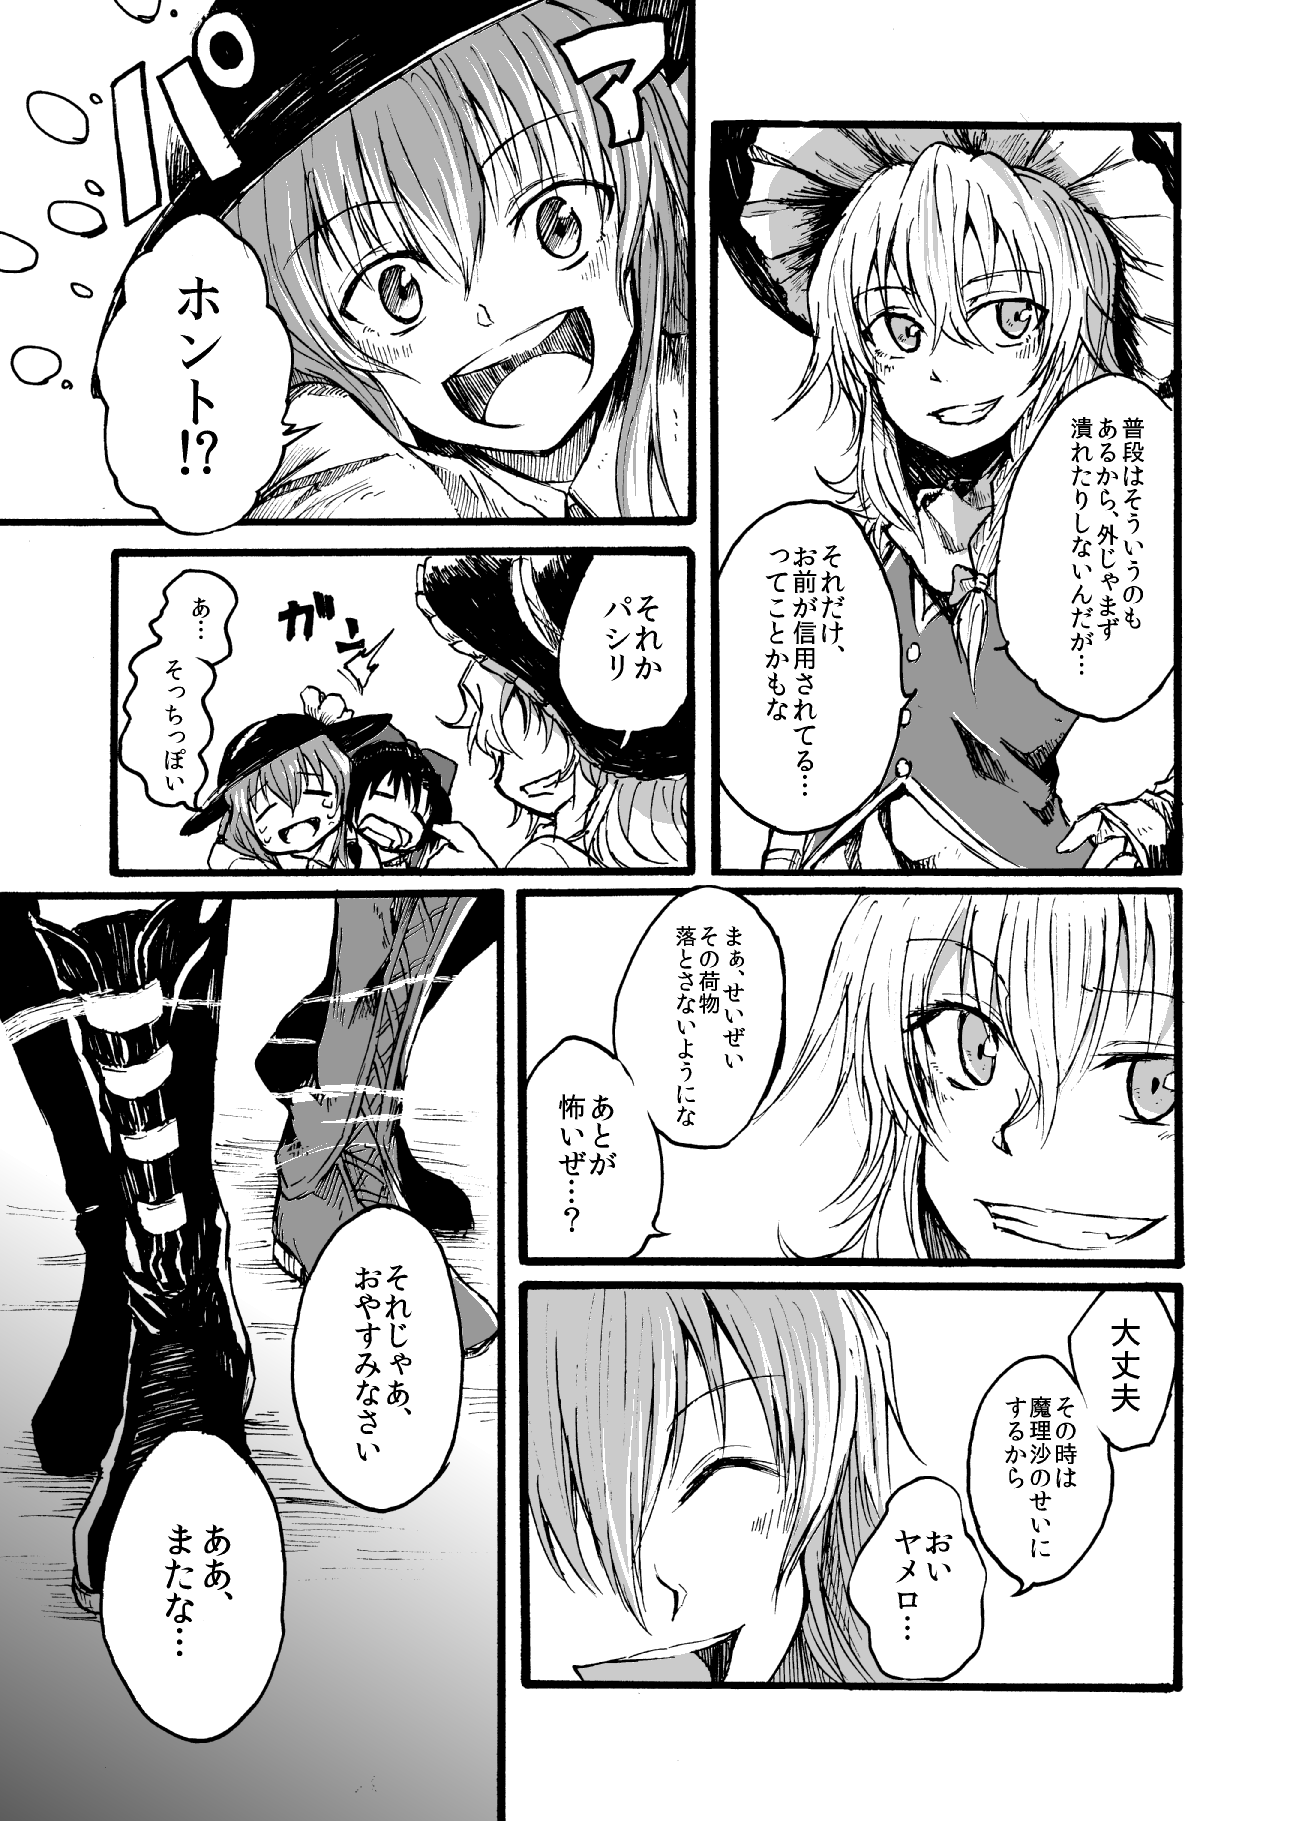 普段はそういうのも
あるから、外じゃまず
潰れたりしないんだが…
それだけ、
お前が信用されてる…
ってことかもな
パァ
ホント!?
それか
パシリ
ガーン
あ…
そっちっぽい
まぁ、せいぜい
その荷物
落とさないようにな
あとが
怖いぜ…?
大丈夫
その時は
魔理沙のせいに
するから
おい
ヤメロ…
それじゃあ、
おやすみなさい
ああ、
またな…